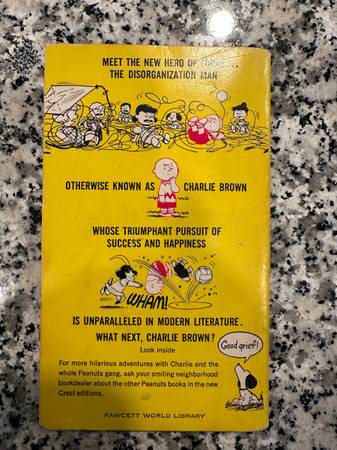 MEET THE NEW HERO OF
THE DISORGANIZATION MAN
OTHERWISE KNOWN AS CHARLIE BROWN
WHOSE TRIUMPHANT PURSUIT OF
SUCCESS AND HAPPINESS
WHAM!
IS UNPARALLELED IN MODERN LITERATURE.
WHAT NEXT, CHARLIE BROWN?
Good grief!
Look inside
For more hilarious adventures with Charlie and the
whole Peanuts gang, ask your smiling neighborhood
bookdealer about the other Peanuts books in the new
Crest editions.
FAWCETT WORLD LIBRARY